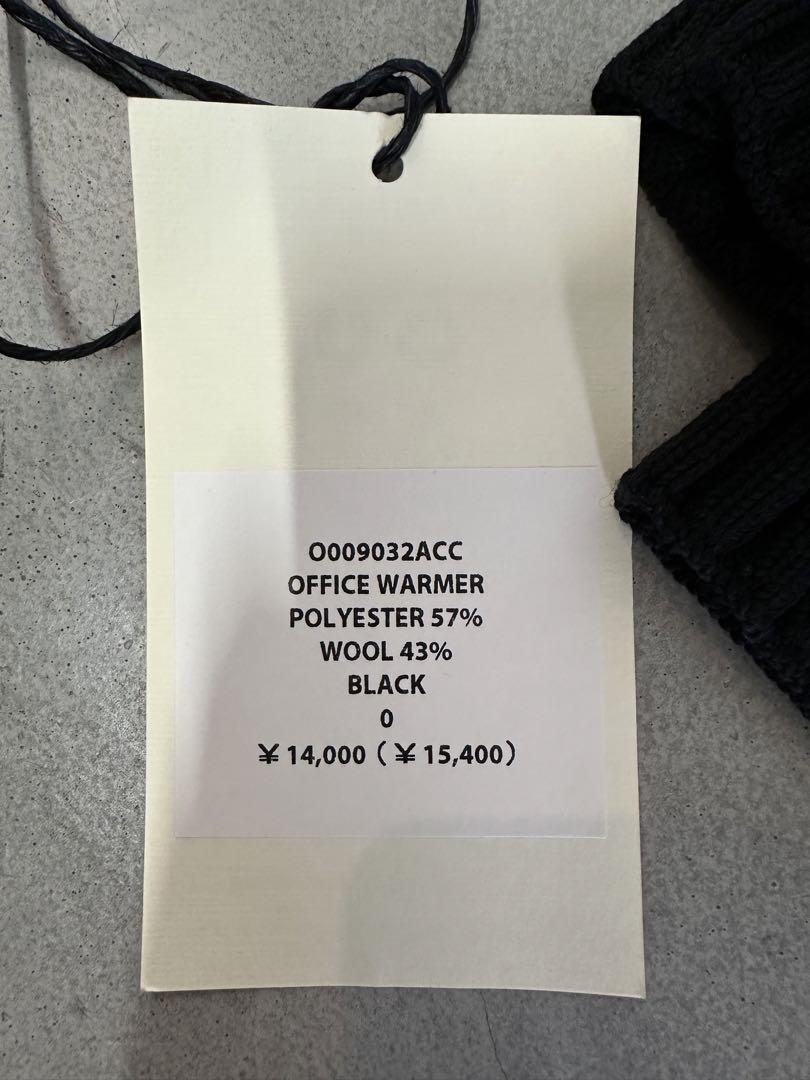 O009032ACC
OFFICE WARMER
POLYESTER 57%
WOOL 43%
BLACK
0
￥14,000（￥15,400）